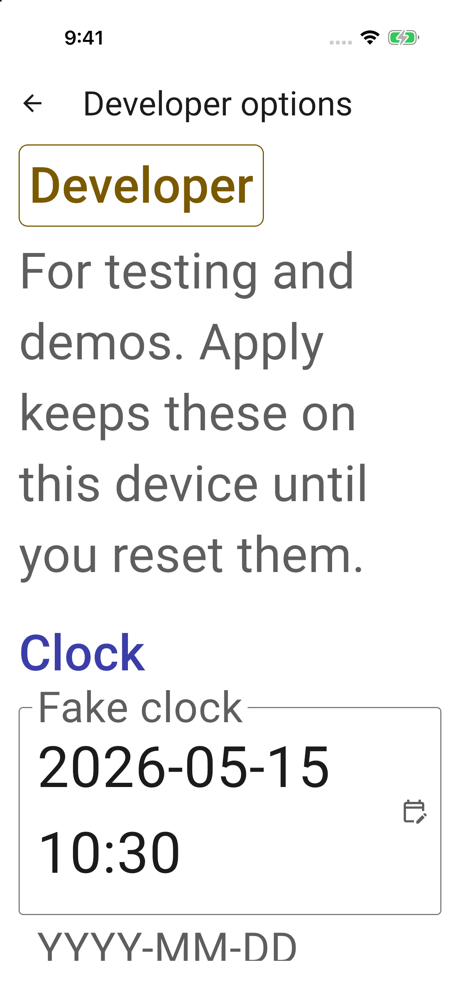 9:41
Developer options
Developer
For testing and
demos. Apply
keeps these on
this device until
you reset them.
Clock
Fake clock
2026-05-15
10:30
YYYY-MM-DD